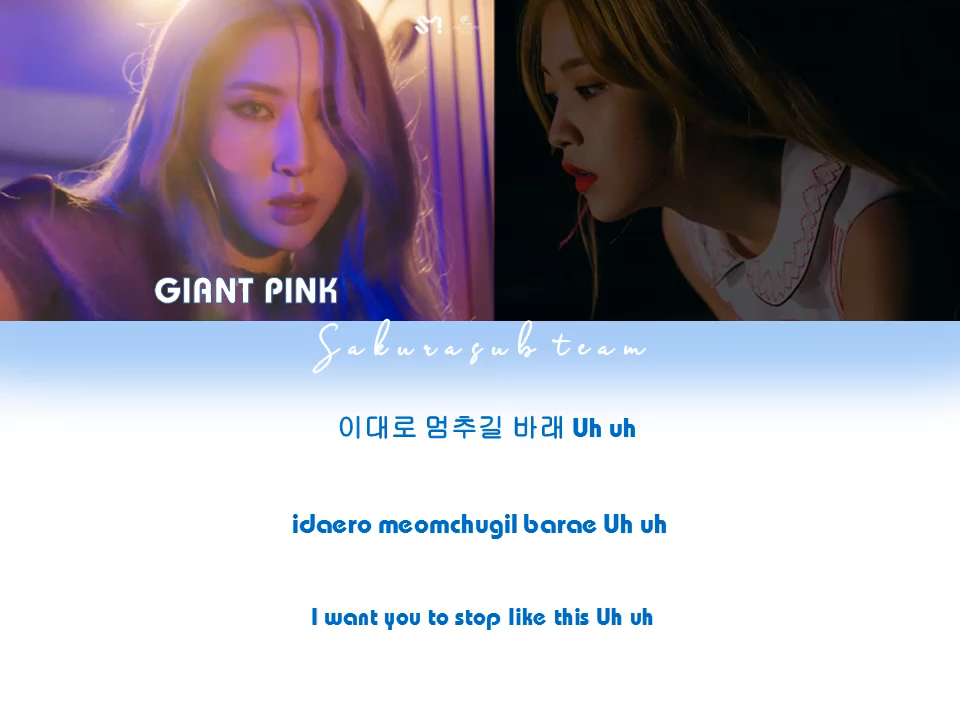 SM!
GIANT PINK
Sakurasub team
이대로 멈추길 바래 Uh uh
idaero meomchugil barae Uh uh
I want you to stop like this Uh uh